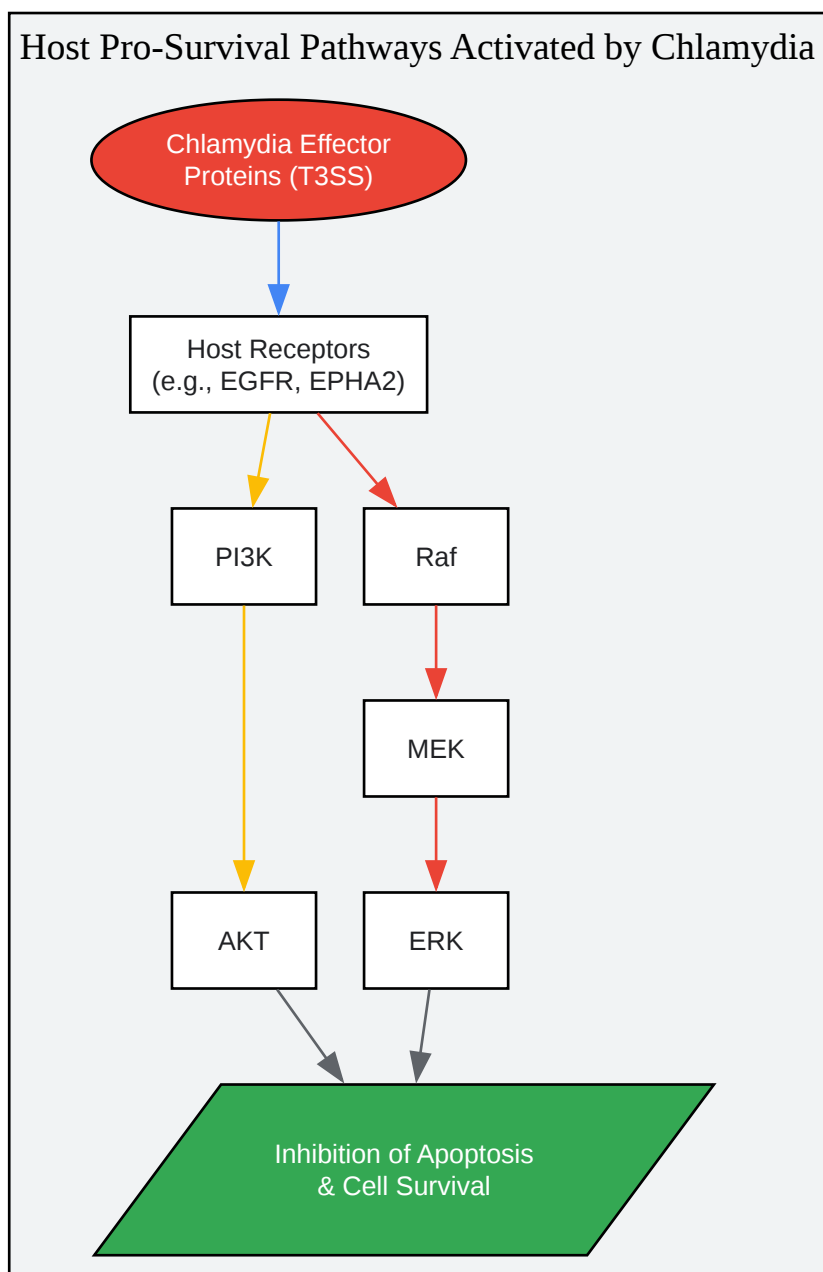 Host Pro-Survival Pathways Activated by Chlamydia
Chlamydia Effector
Proteins (T3SS)
Host Receptors
(e.g., EGFR, EPHA2)
PI3K
Raf
MEK
AKT
ERK
Inhibition of Apoptosis
& Cell Survival